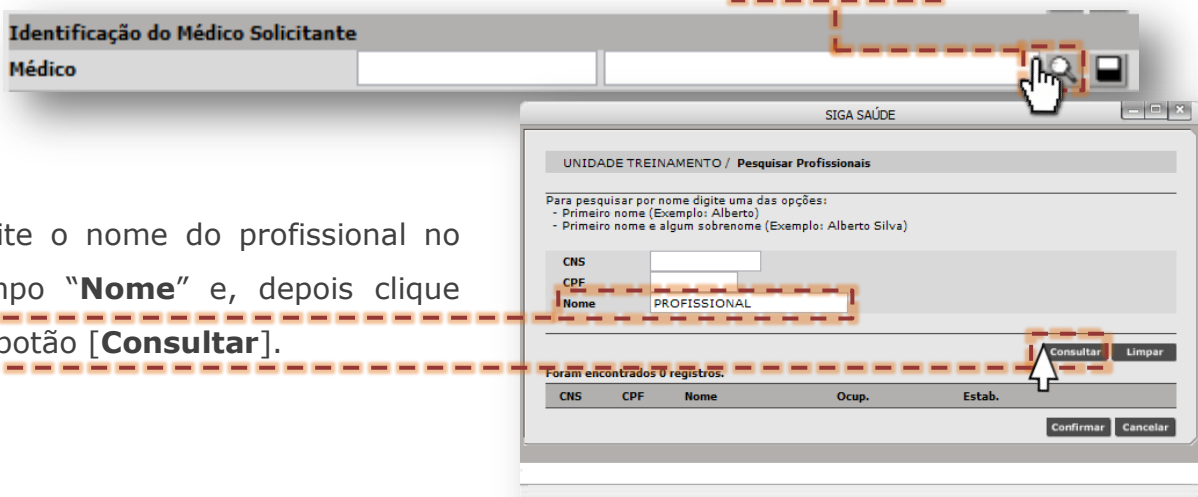 Identificação do Médico Solicitante
Médico
SIGA SAÚDE
UNIDADE TREINAMENTO / Pesquisar Profissionais
Para pesquisar por nome digite uma das opções:
- Primeiro nome (Exemplo: Alberto)
- Primeiro nome e algum sobrenome (Exemplo: Alberto Silva)
CNS
CPF
Nome PROFISSIONAL
Consultar Limpar
Foram encontrados 0 registros.
CNS CPF Nome Ocup. Estab.
Confirmar Cancelar
ite o nome do profissional no
npo “Nome” e, depois clique
botão [Consultar].